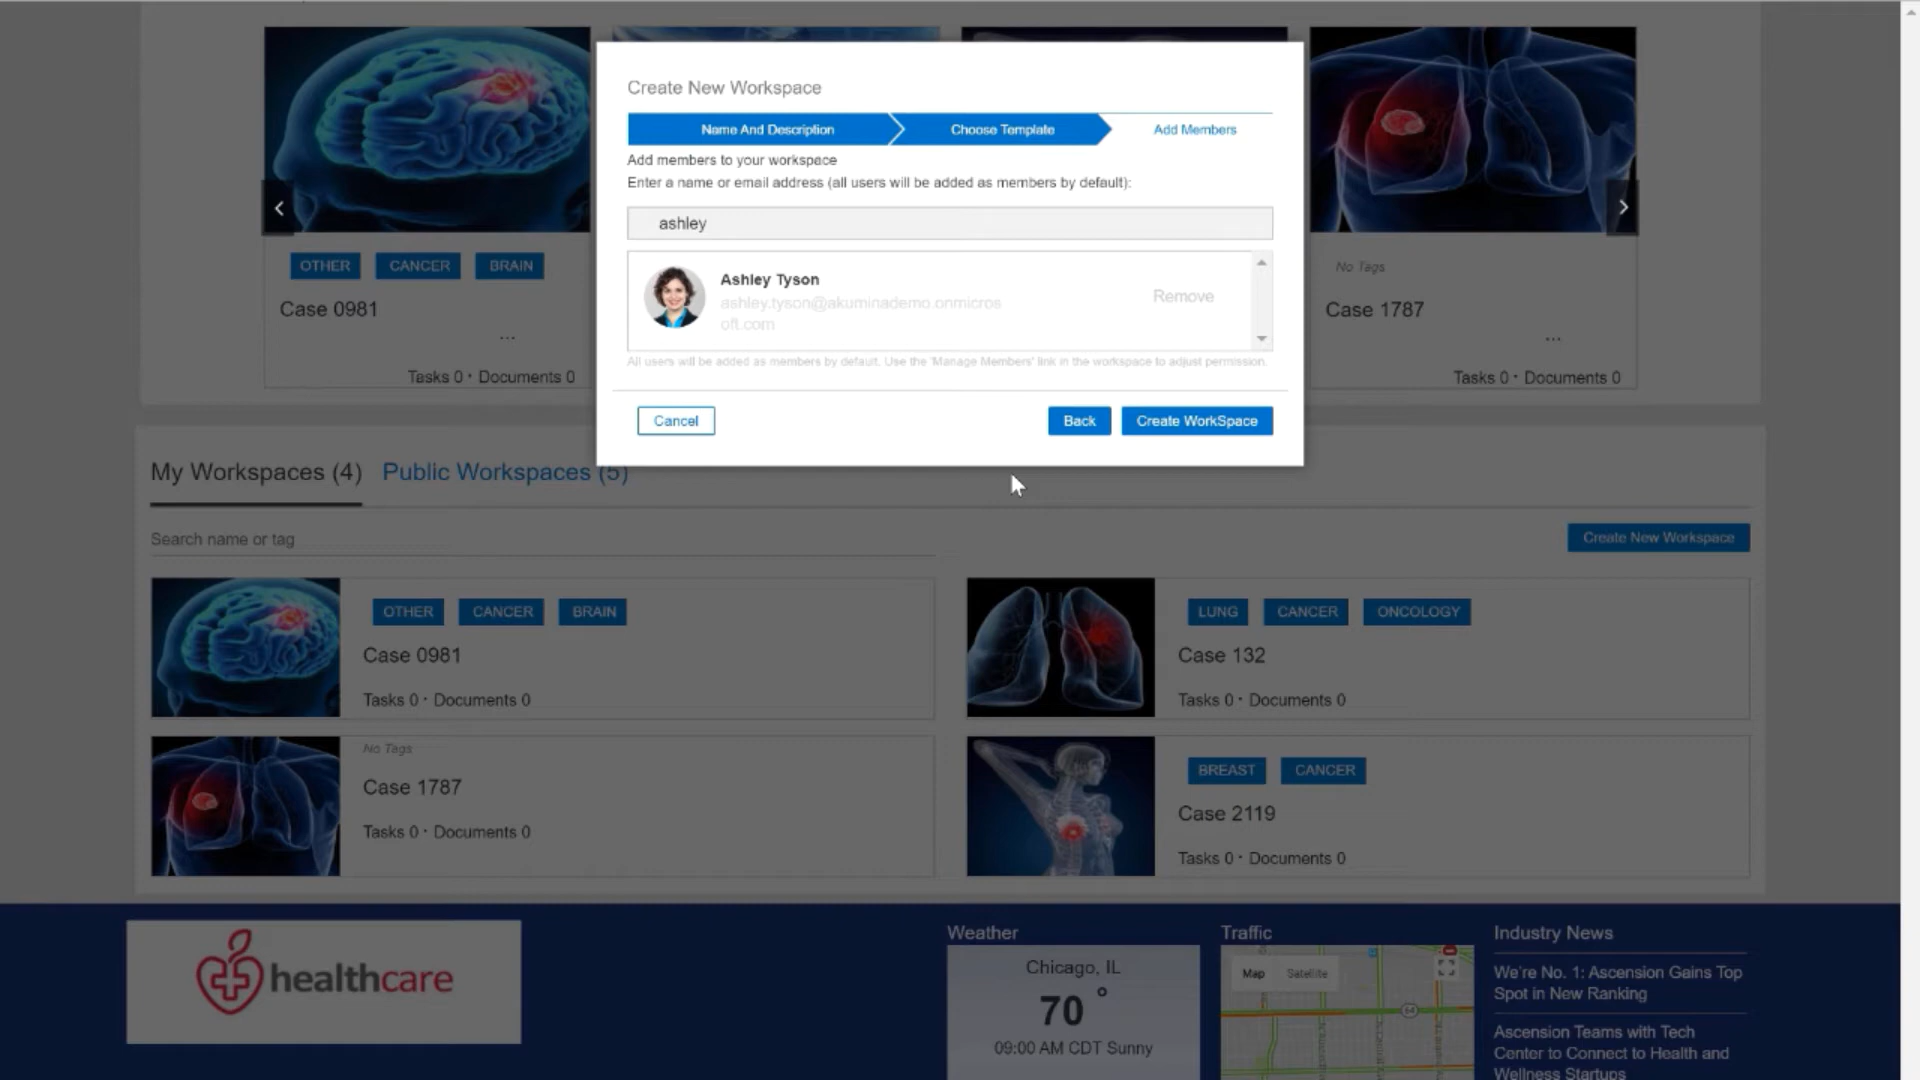 Create New Workspace
Name And Description
Choose Template
Add Members
Add members to your workspace
Enter a name or email address (all users will be added as members by default):
ashley
Ashley Tyson
ashley.tyson@akuminademo.onmicros
oft.com
Remove
All users will be added as members by default. Use the 'Manage Members' link in the workspace to adjust permission.
Cancel
Back
Create WorkSpace
OTHER
CANCER
BRAIN
Case 0981
...
Tasks 0 · Documents 0
No Tags
Case 1787
...
Tasks 0 · Documents 0
My Workspaces (4)
Public Workspaces (5)
Search name or tag
Create New Workspace
OTHER
CANCER
BRAIN
Case 0981
Tasks 0 · Documents 0
LUNG
CANCER
ONCOLOGY
Case 132
Tasks 0 · Documents 0
No Tags
Case 1787
Tasks 0 · Documents 0
BREAST
CANCER
Case 2119
Tasks 0 · Documents 0
healthcare
Weather
Chicago, IL
70 °
09:00 AM CDT Sunny
Traffic
Map
Satellite
64
Industry News
We're No. 1: Ascension Gains Top
Spot in New Ranking
Ascension Teams with Tech
Center to Connect to Health and
Wellness Startups